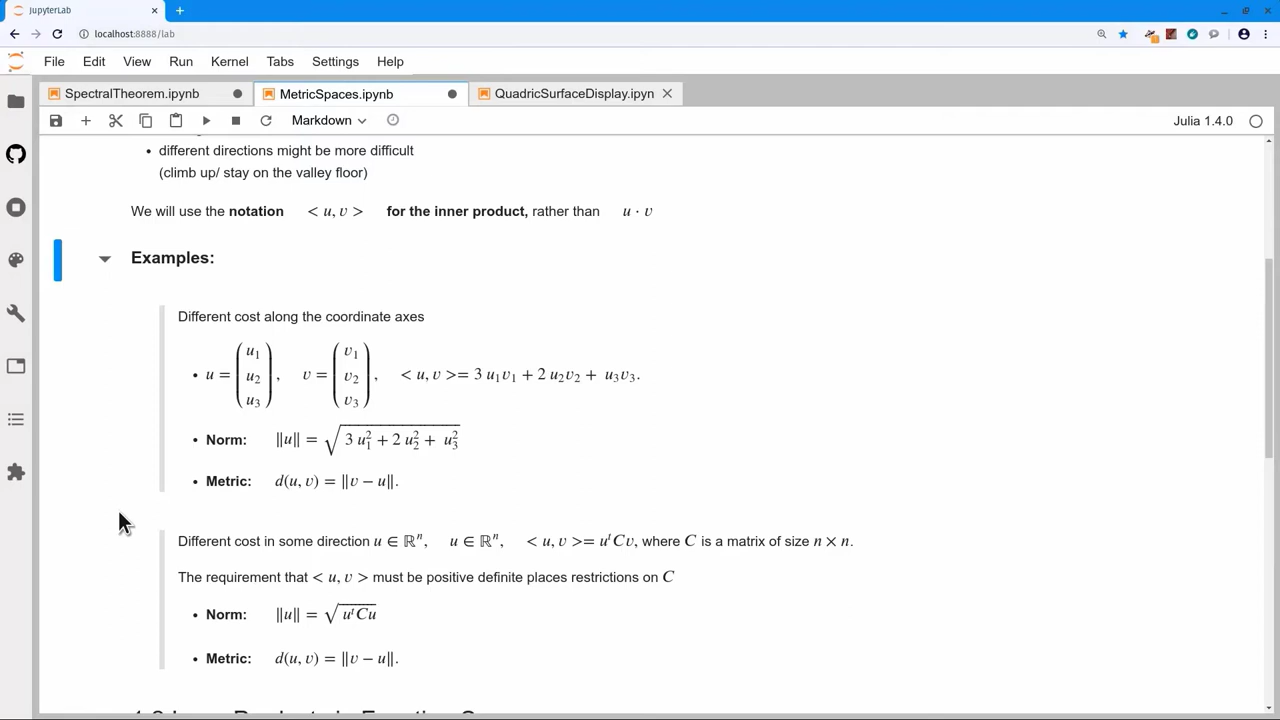 JupyterLab
localhost:8888/lab
File Edit View Run Kernel Tabs Settings Help
SpectralTheorem.ipynb MetricSpaces.ipynb QuadricSurfaceDisplay.ipyn
Markdown Julia 1.4.0
• different directions might be more difficult
(climb up/ stay on the valley floor)
We will use the notation < u, v > for the inner product, rather than u · v
Examples:
Different cost along the coordinate axes
• u = (u₁ u₂ u₃), v = (v₁ v₂ v₃), < u, v >= 3 u₁v₁ + 2 u₂v₂ + u₃v₃.
• Norm: ‖u‖ = √(3 u₁² + 2 u₂² + u₃²)
• Metric: d(u, v) = ‖v − u‖.
Different cost in some direction u ∈ ℝⁿ, u ∈ ℝⁿ, < u, v >= uᵗCv, where C is a matrix of size n × n.
The requirement that < u, v > must be positive definite places restrictions on C
• Norm: ‖u‖ = √(uᵗCu)
• Metric: d(u, v) = ‖v − u‖.